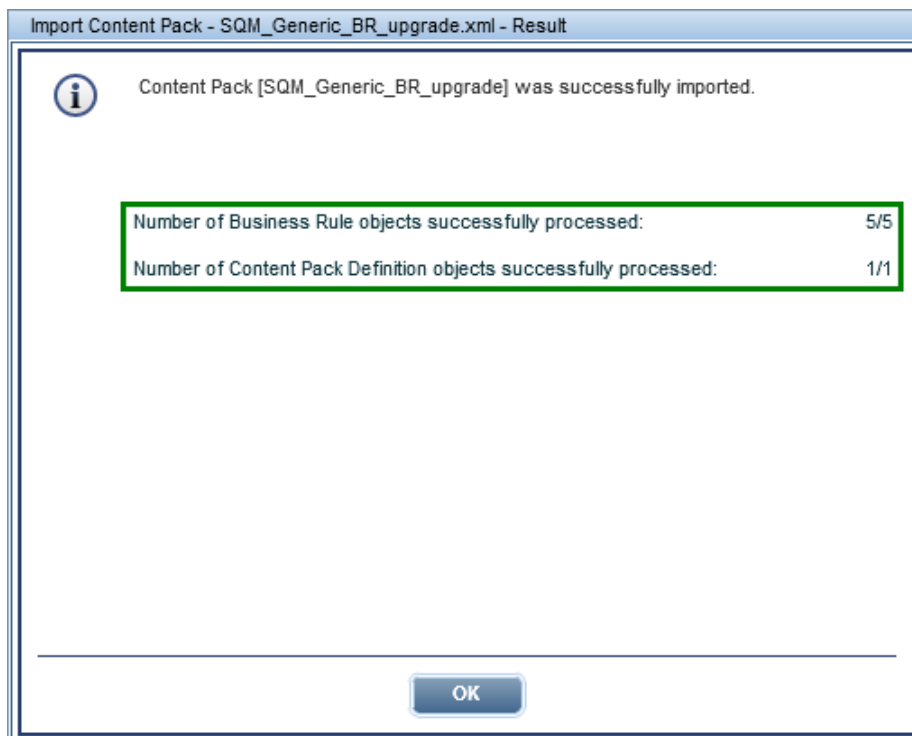 Import Content Pack - SQM_Generic_BR_upgrade.xml - Result
Content Pack [SQM_Generic_BR_upgrade] was successfully imported.
Number of Business Rule objects successfully processed: 5/5
Number of Content Pack Definition objects successfully processed: 1/1
OK